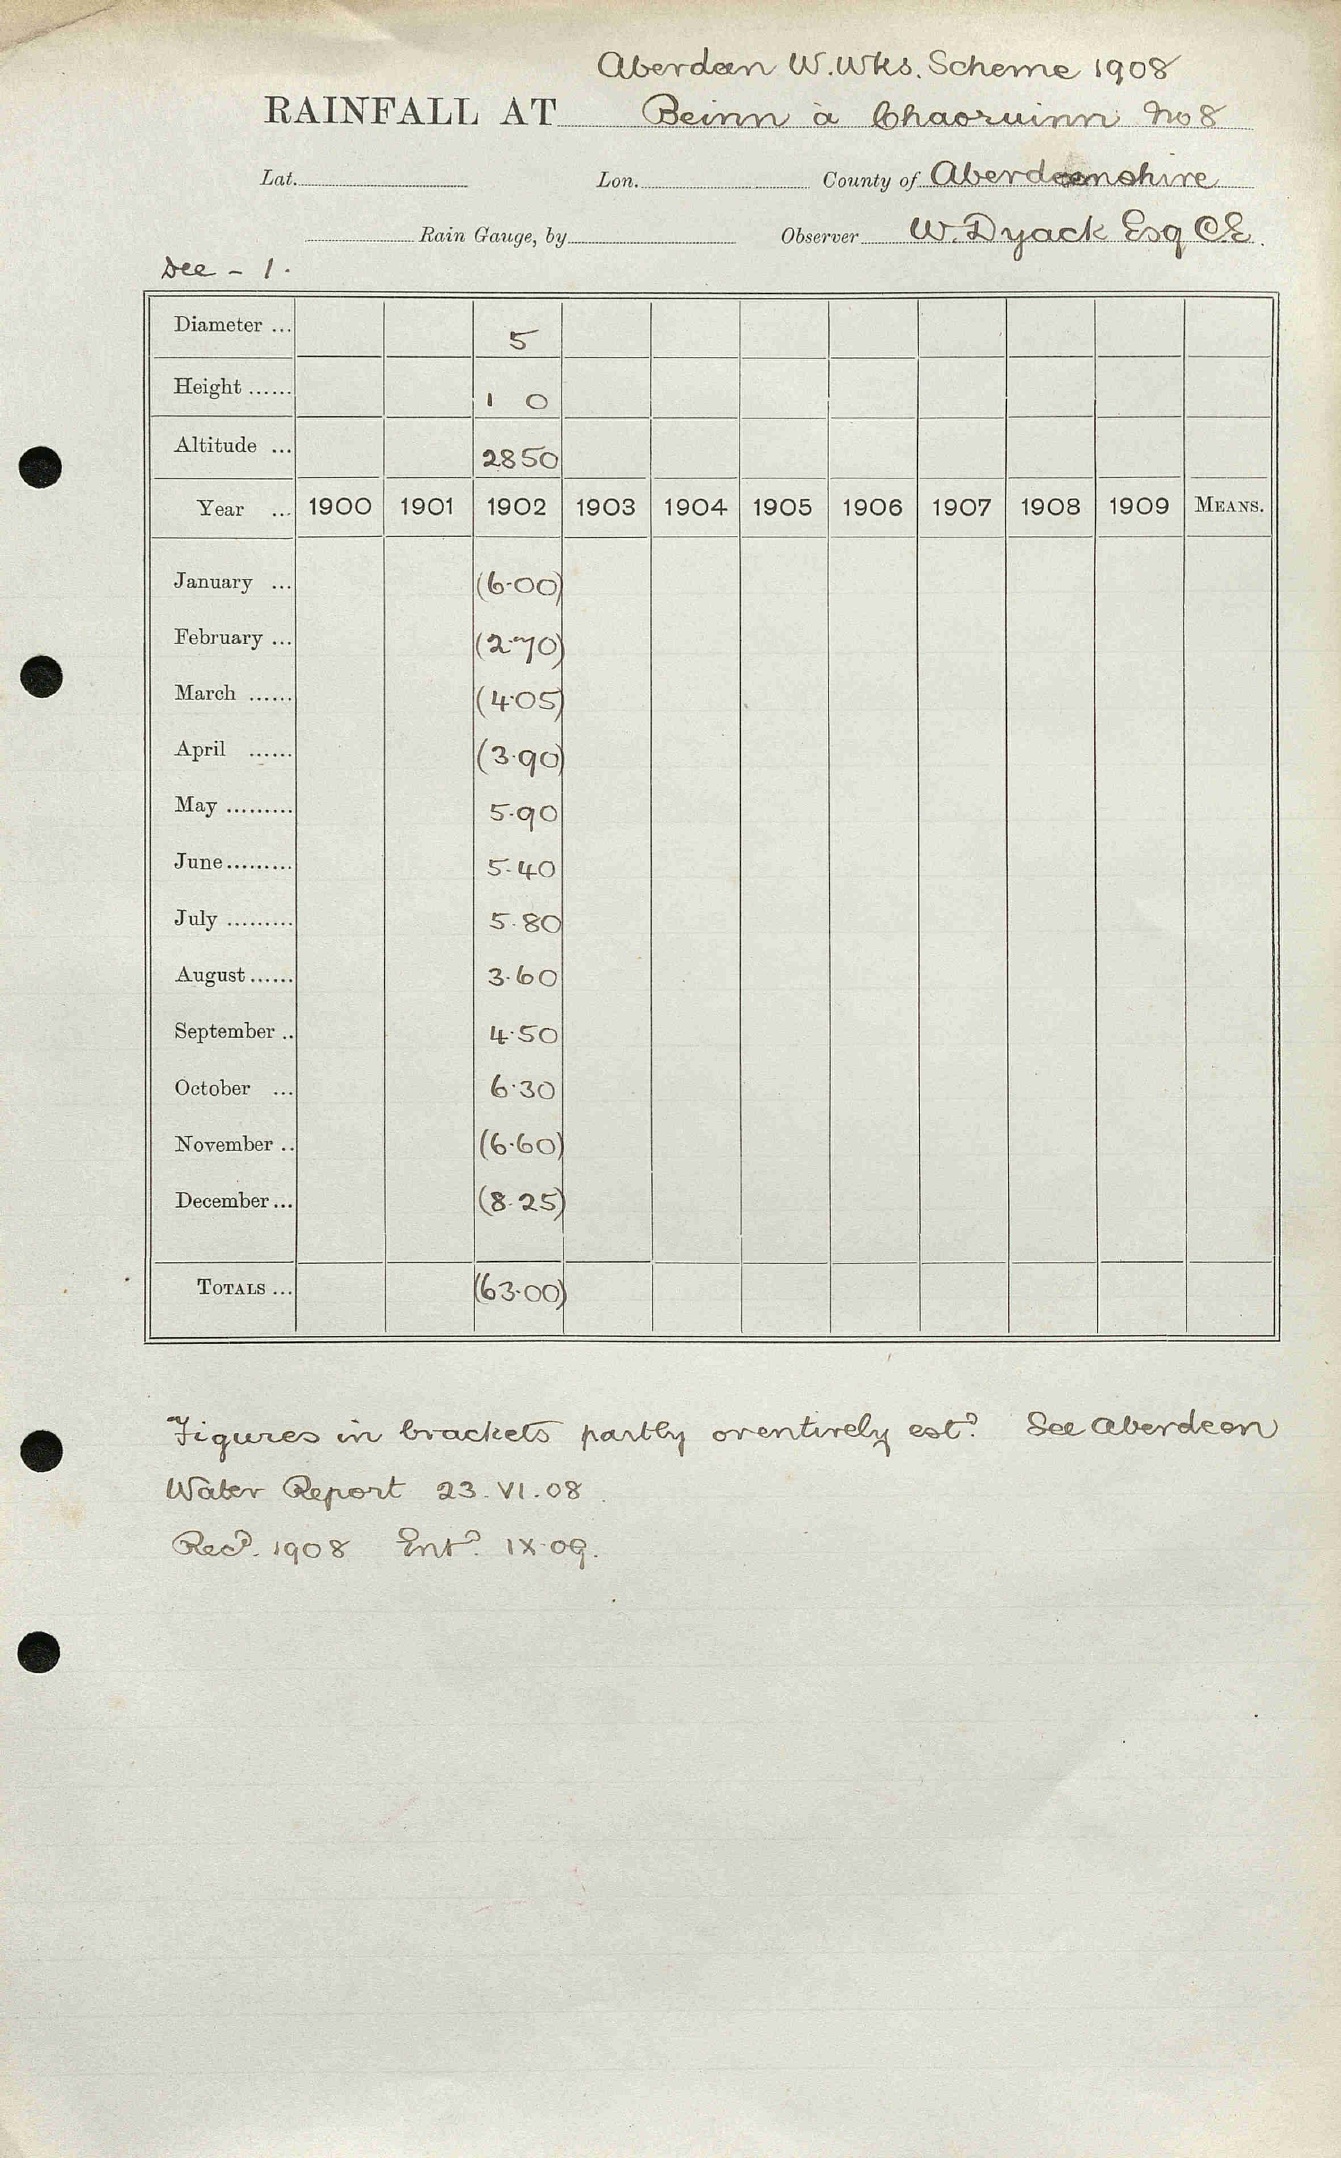 Aberdeen W. Wks. Scheme 1908
RAINFALL AT Beinn à Chaoruinn No 8
Lat. Lon. County of Aberdeenshire
Rain Gauge, by Observer W. Dyack Esq C.E.
Dee - 1.
Diameter ... 5
Height ...... 1 0
Altitude ... 2850
Year ... 1900 1901 1902 1903 1904 1905 1906 1907 1908 1909 MEANS.
January ... (6.00)
February ... (2.70)
March ...... (4.05)
April ...... (3.90)
May ......... 5.90
June ......... 5.40
July ......... 5.80
August ...... 3.60
September .. 4.50
October ... 6.30
November .. (6.60)
December ... (8.25)
TOTALS ... (63.00)
Figures in brackets partly or entirely estd. See Aberdeen
Water Report 23.VI.08
Recd. 1908 Entd. IX.09.